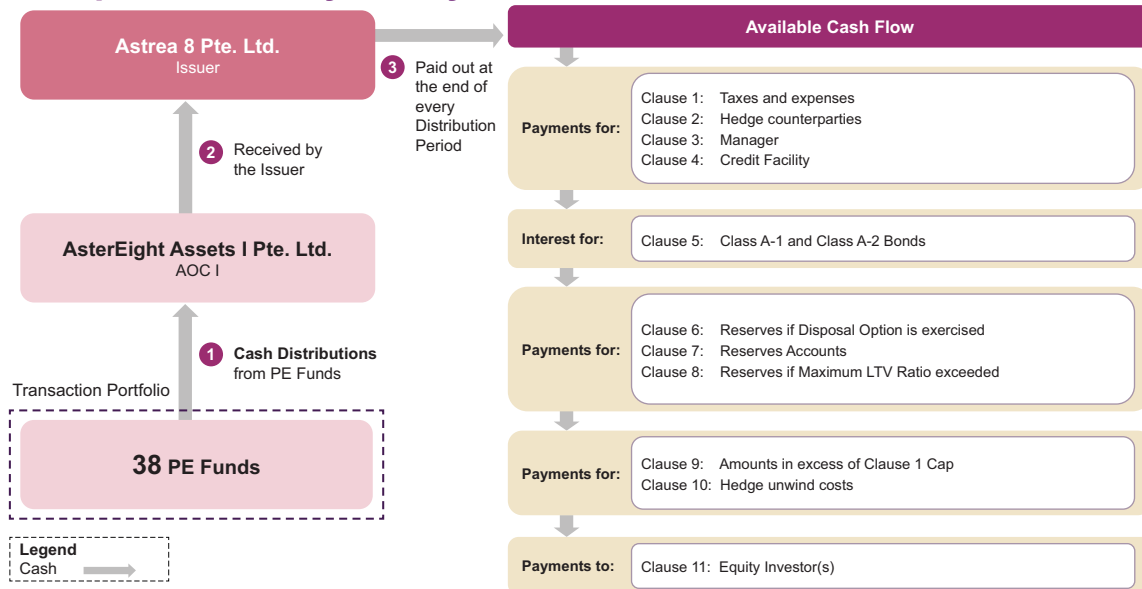 Astrea 8 Pte. Ltd.
Issuer
3 Paid out at
the end of
every
Distribution
Period
2 Received by
the Issuer
AsterEight Assets I Pte. Ltd.
AOC I
1 Cash Distributions
from PE Funds
Transaction Portfolio
38 PE Funds
Legend
Cash
Available Cash Flow
Payments for:
Clause 1: Taxes and expenses
Clause 2: Hedge counterparties
Clause 3: Manager
Clause 4: Credit Facility
Interest for:
Clause 5: Class A-1 and Class A-2 Bonds
Payments for:
Clause 6: Reserves if Disposal Option is exercised
Clause 7: Reserves Accounts
Clause 8: Reserves if Maximum LTV Ratio exceeded
Payments for:
Clause 9: Amounts in excess of Clause 1 Cap
Clause 10: Hedge unwind costs
Payments to:
Clause 11: Equity Investor(s)